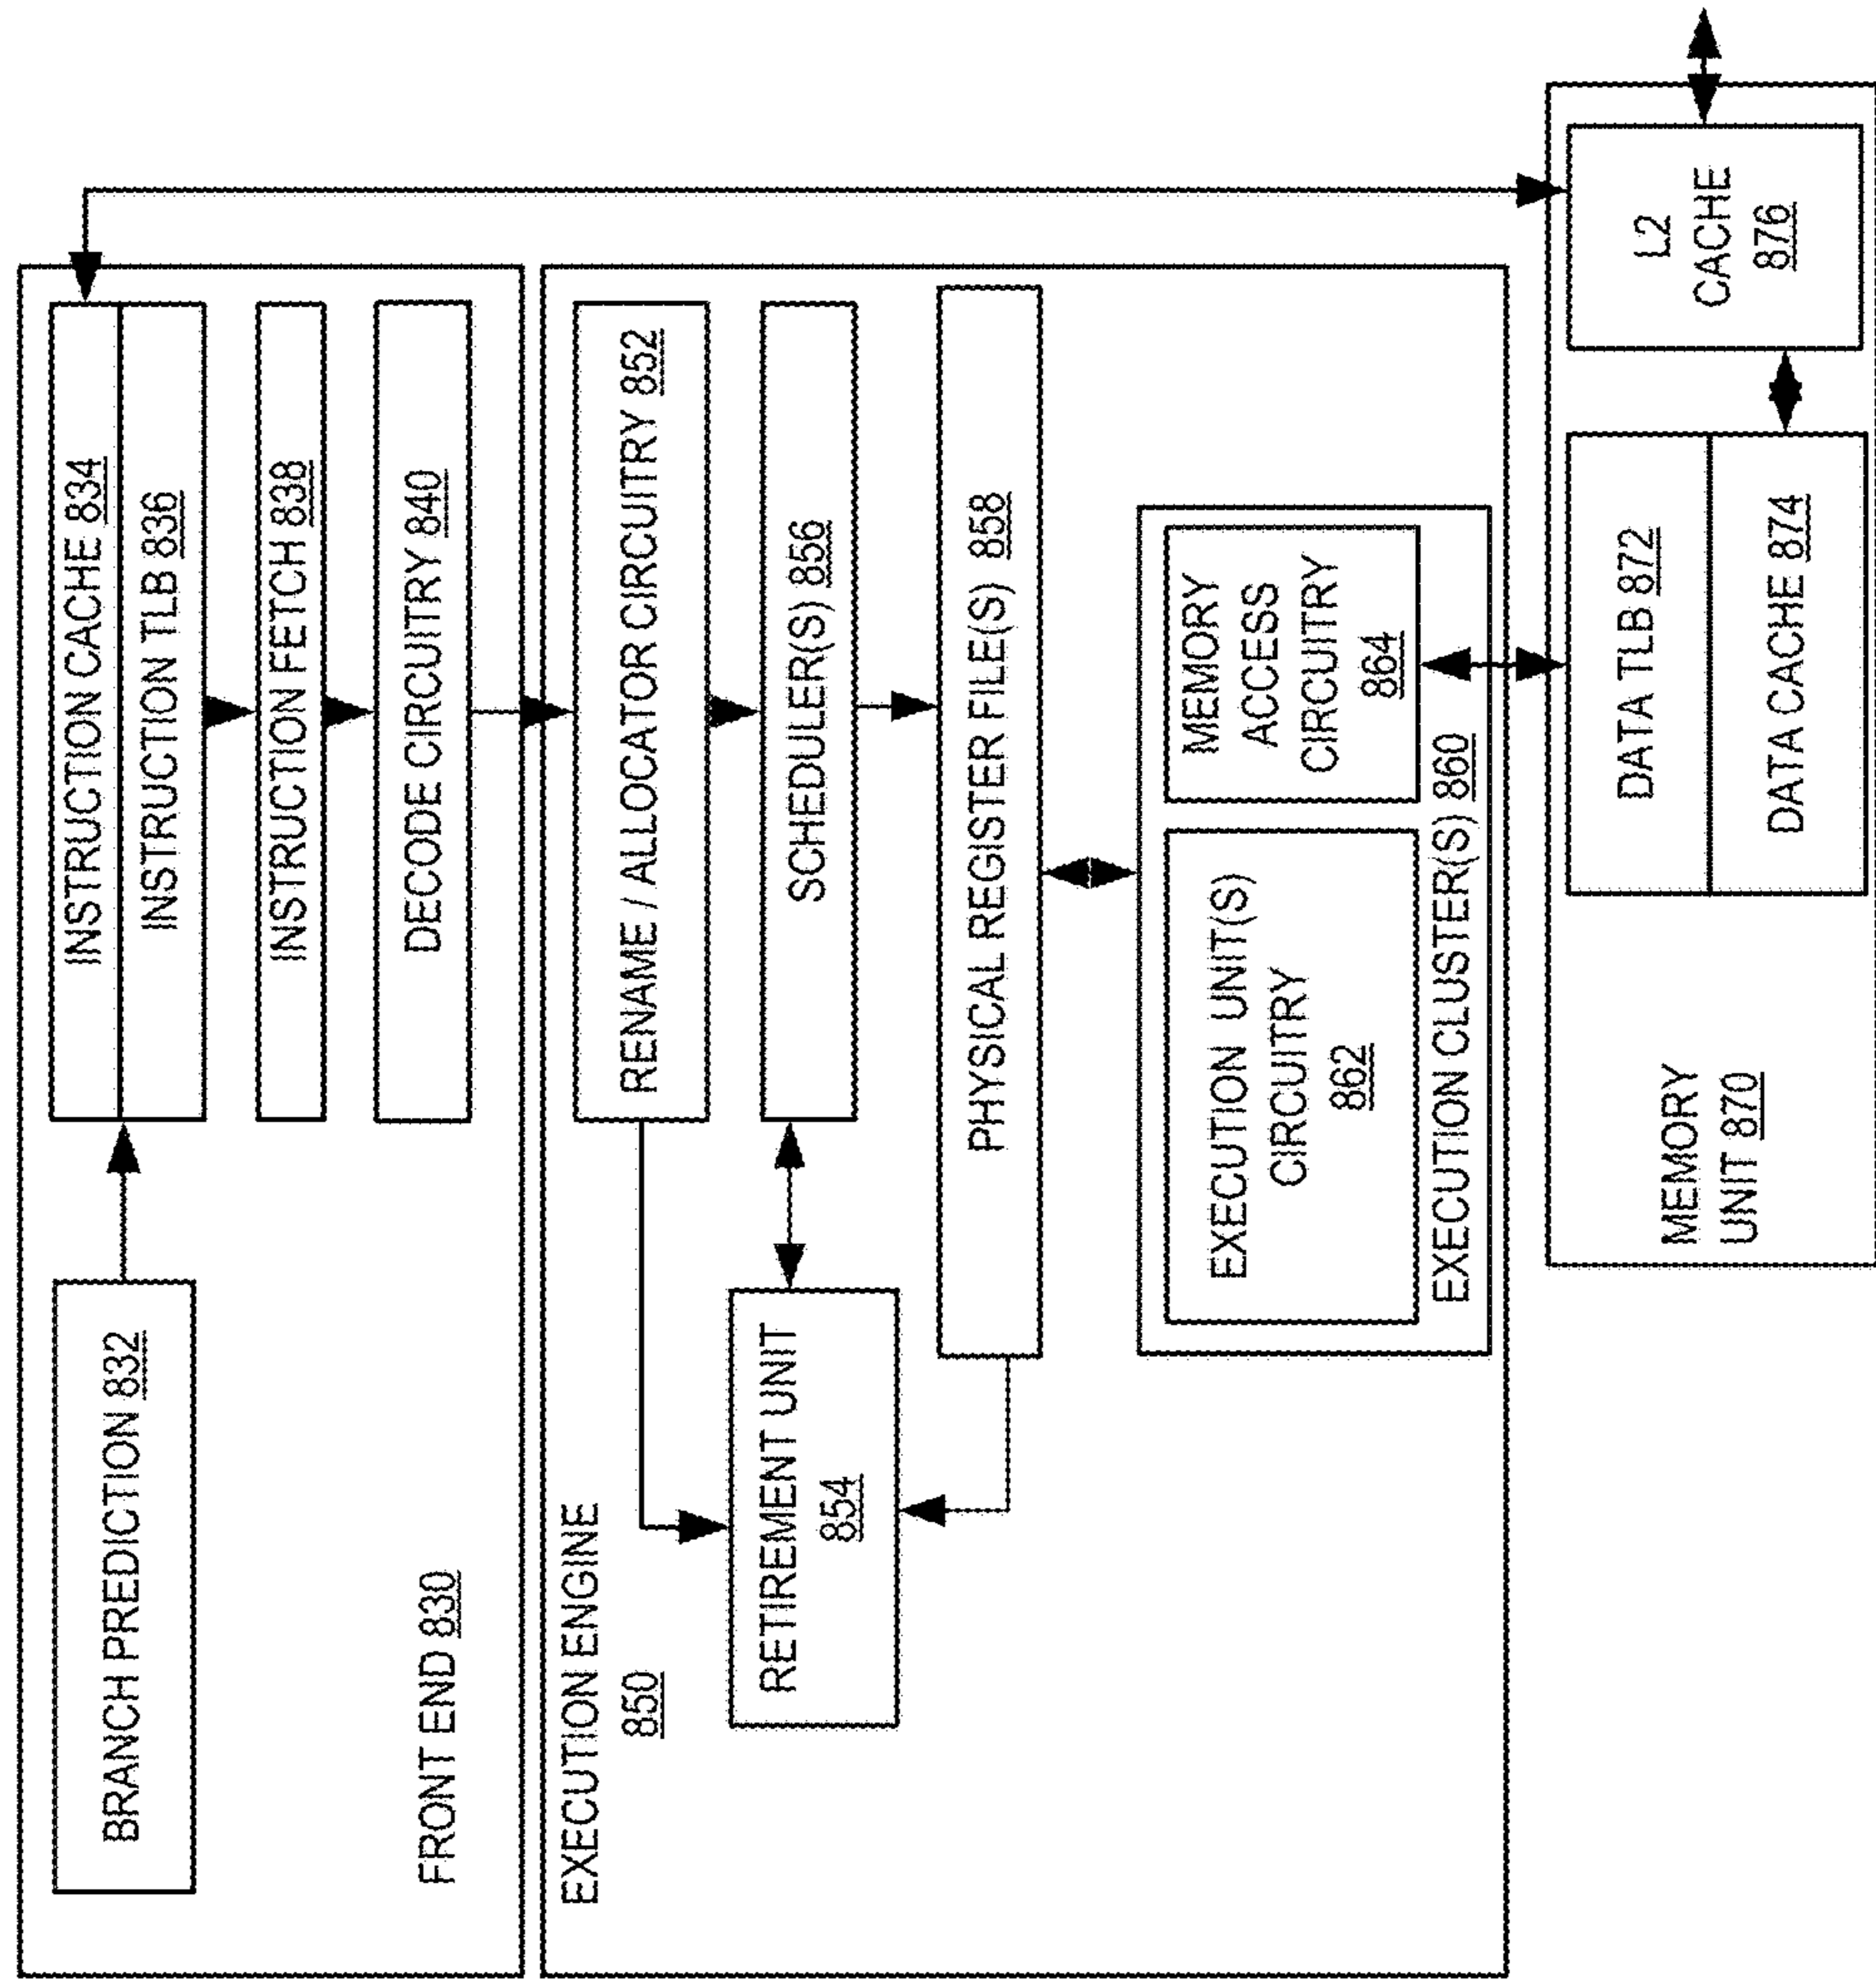 BRANCH PREDICTION 832
INSTRUCTION CACHE 834
INSTRUCTION TLB 836
INSTRUCTION FETCH 838
DECODE CIRCUITRY 840
FRONT END 830
EXECUTION ENGINE
850
RENAME / ALLOCATOR CIRCUITRY 852
RETIREMENT UNIT
854
SCHEDULER(S) 856
PHYSICAL REGISTER FILE(S) 858
EXECUTION UNIT(S)
CIRCUITRY
862
MEMORY
ACCESS
CIRCUITRY
864
EXECUTION CLUSTER(S) 860
MEMORY
UNIT 870
DATA TLB 872
DATA CACHE 874
L2
CACHE
876